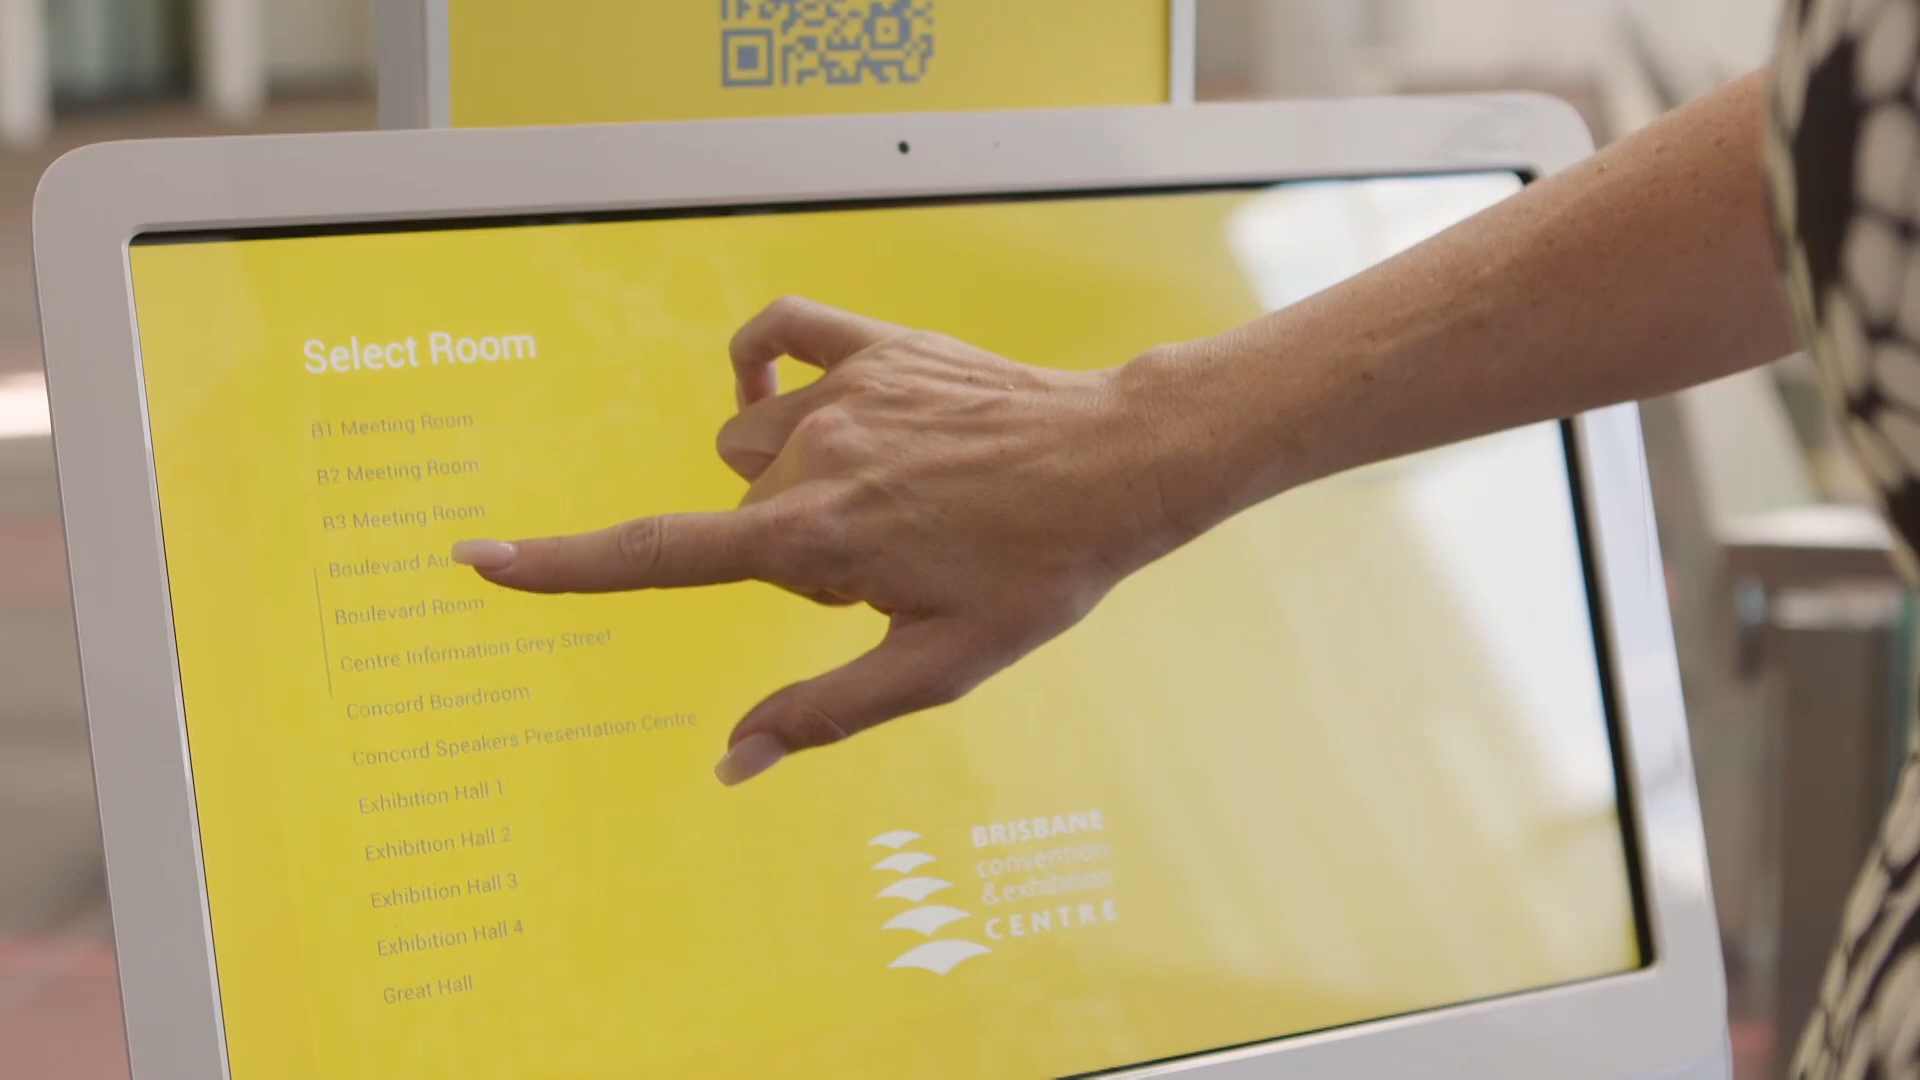 Select Room
B1 Meeting Room
B2 Meeting Room
B3 Meeting Room
Boulevard
Boulevard Room
Centre Information Grey Street
Concord Boardroom
Concord Speakers Presentation Centre
Exhibition Hall 1
Exhibition Hall 2
Exhibition Hall 3
Exhibition Hall 4
Great Hall
BRISBANE
convention
&exhibition
CENTRE